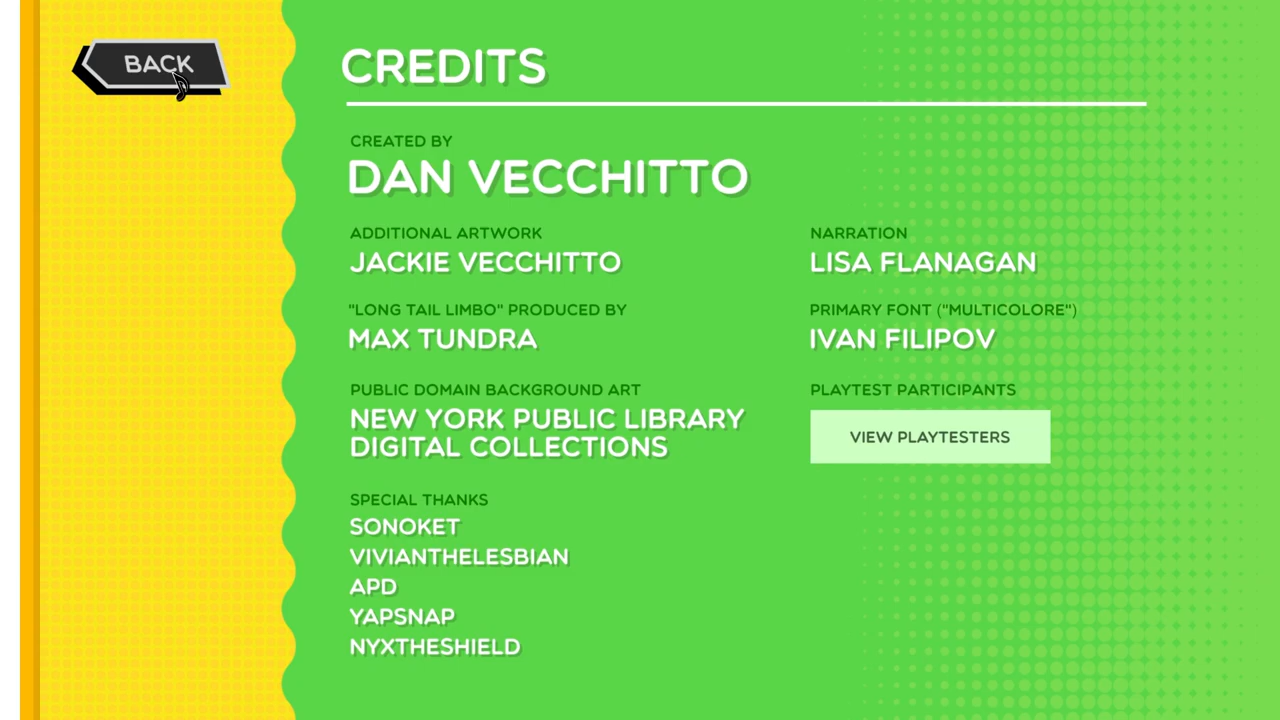 BACK
CREDITS
CREATED BY
DAN VECCHITTO
ADDITIONAL ARTWORK
JACKIE VECCHITTO
NARRATION
LISA FLANAGAN
"LONG TAIL LIMBO" PRODUCED BY
MAX TUNDRA
PRIMARY FONT ("MULTICOLORE")
IVAN FILIPOV
PUBLIC DOMAIN BACKGROUND ART
NEW YORK PUBLIC LIBRARY
DIGITAL COLLECTIONS
PLAYTEST PARTICIPANTS
VIEW PLAYTESTERS
SPECIAL THANKS
SONOKET
VIVIANTHELESBIAN
APD
YAPSNAP
NYXTHESHIELD